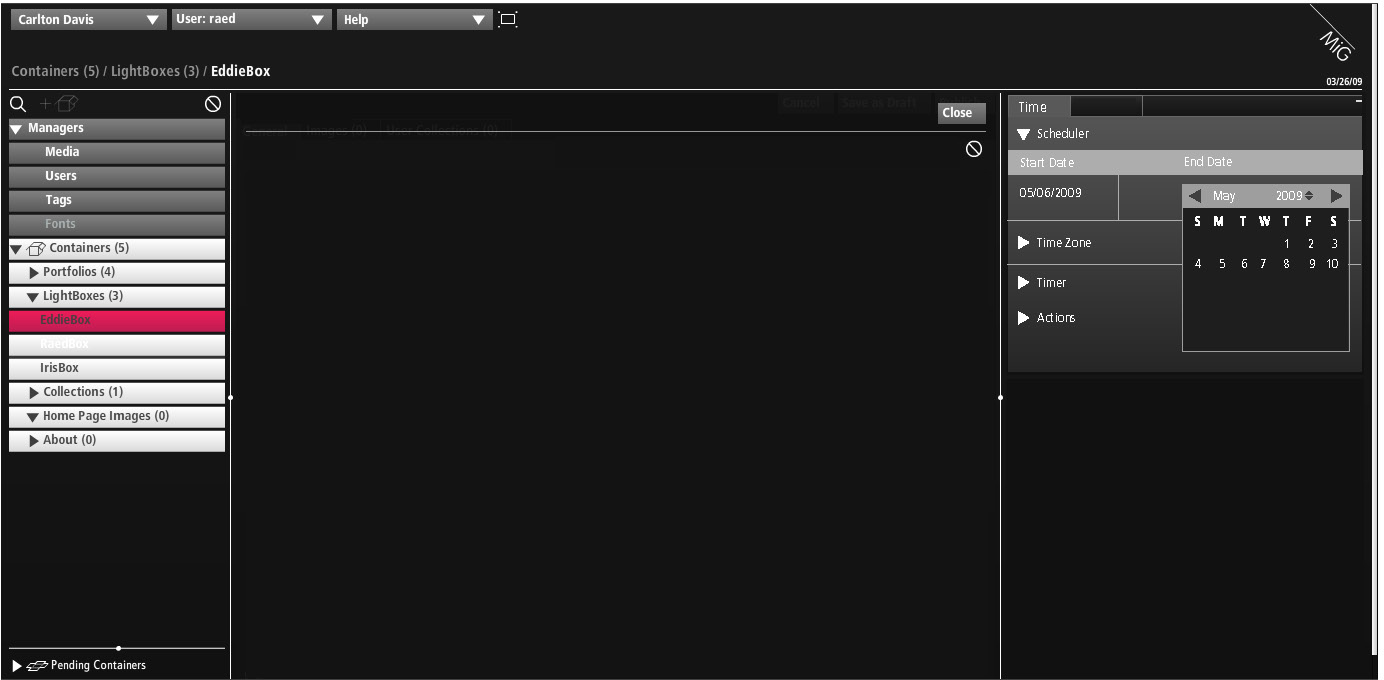 Carlton Davis User: raed Help
MiG
Containers (5) / LightBoxes (3) / EddieBox
03/26/09
Managers
Media
Users
Tags
Fonts
Containers (5)
Portfolios (4)
LightBoxes (3)
EddieBox
RaedBox
IrisBox
Collections (1)
Home Page Images (0)
About (0)
Pending Containers
Cancel Save as Draft
Close
General Images (0) User Collections (0)
Time
Scheduler
Start Date End Date
05/06/2009
May 2009
S M T W T F S
1 2 3
4 5 6 7 8 9 10
Time Zone
Timer
Actions